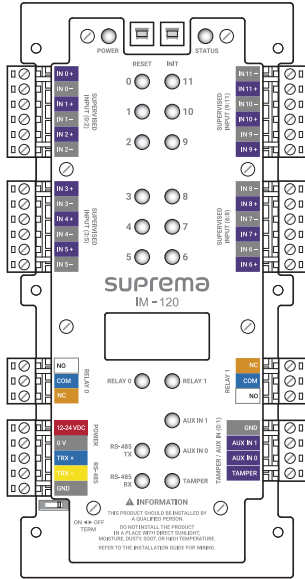 POWER
STATUS
RESET INIT
IN 0 +
IN 0 –
IN 1 +
IN 1 –
IN 2 +
IN 2 –
SUPERVISED
INPUT (0:2)
0 11
1 10
2 9
SUPERVISED
INPUT (9:11)
IN 11 –
IN 11 +
IN 10 –
IN 10 +
IN 9 –
IN 9 +
IN 3 +
IN 3 –
IN 4 +
IN 4 –
IN 5 +
IN 5 –
SUPERVISED
INPUT (3:5)
3 8
4 7
5 6
SUPERVISED
INPUT (6:8)
IN 8 –
IN 8 +
IN 7 –
IN 7 +
IN 6 –
IN 6 +
suprema
IM – 120
NO
COM
NC
RELAY 0
RELAY 0
RELAY 1
RELAY 1
NC
COM
NO
12-24 VDC
0 V
TRX +
TRX –
GND
POWER
RS-485
AUX IN 1
RS-485
TX
AUX IN 0
RS-485
RX
TAMPER
TAMPER / AUX IN (0:1)
GND
AUX IN 1
AUX IN 0
TAMPER
ON ◄► OFF
TERM
⚠ INFORMATION
THIS PRODUCT SHOULD BE INSTALLED BY
A QUALIFIED PERSON.
DO NOT INSTALL THE PRODUCT
IN A PLACE WITH DIRECT SUNLIGHT,
MOISTURE, DUSTY, SOOT, OR HIGH TEMPERATURE.
REFER TO THE INSTALLATION GUIDE FOR WIRING.